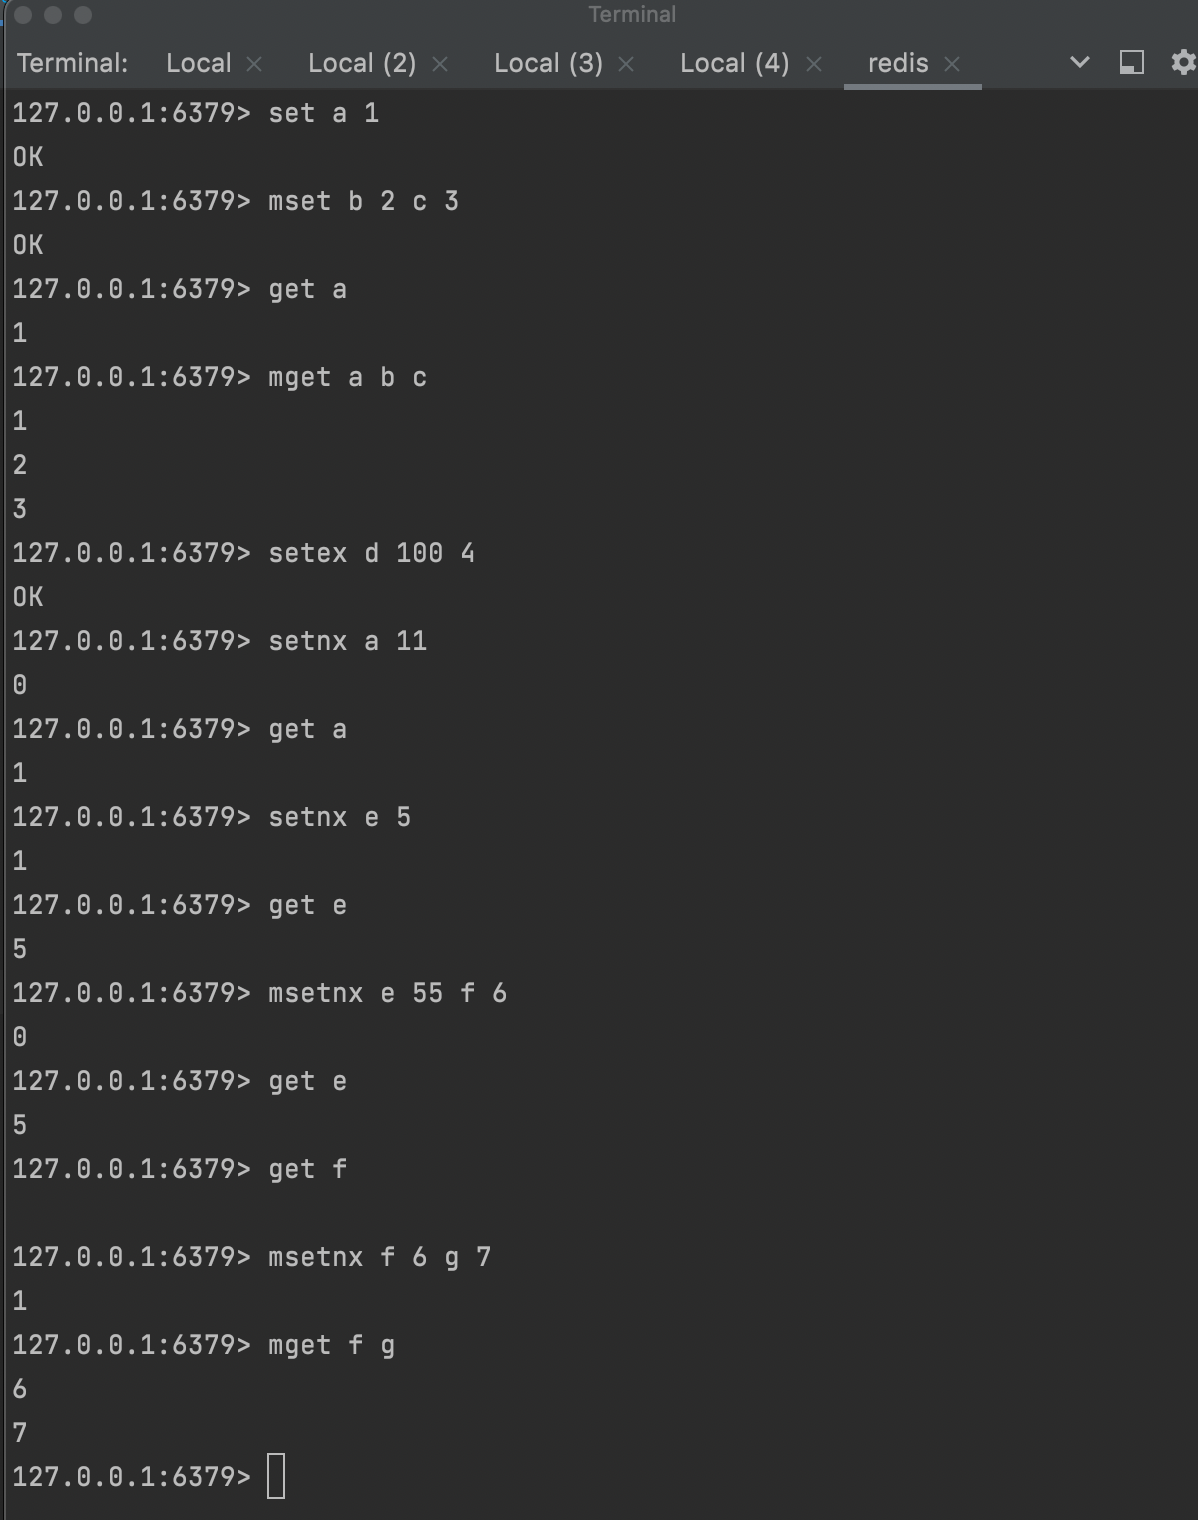 Terminal
Terminal: Local Local (2) Local (3) Local (4) redis
127.0.0.1:6379> set a 1
OK
127.0.0.1:6379> mset b 2 c 3
OK
127.0.0.1:6379> get a
1
127.0.0.1:6379> mget a b c
1
2
3
127.0.0.1:6379> setex d 100 4
OK
127.0.0.1:6379> setnx a 11
0
127.0.0.1:6379> get a
1
127.0.0.1:6379> setnx e 5
1
127.0.0.1:6379> get e
5
127.0.0.1:6379> msetnx e 55 f 6
0
127.0.0.1:6379> get e
5
127.0.0.1:6379> get f
127.0.0.1:6379> msetnx f 6 g 7
1
127.0.0.1:6379> mget f g
6
7
127.0.0.1:6379>